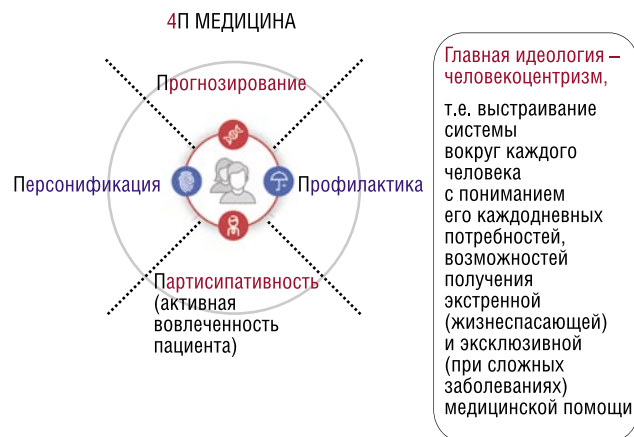 4П МЕДИЦИНА
Прогнозирование
Персонификация
Профилактика
Партисипативность
(активная
вовлеченность
пациента)
Главная идеология –
человекоцентризм,
т.е. выстраивание
системы
вокруг каждого
человека
с пониманием
его каждодневных
потребностей,
возможностей
получения
экстренной
(жизнеспасающей)
и эксклюзивной
(при сложных
заболеваниях)
медицинской помощи